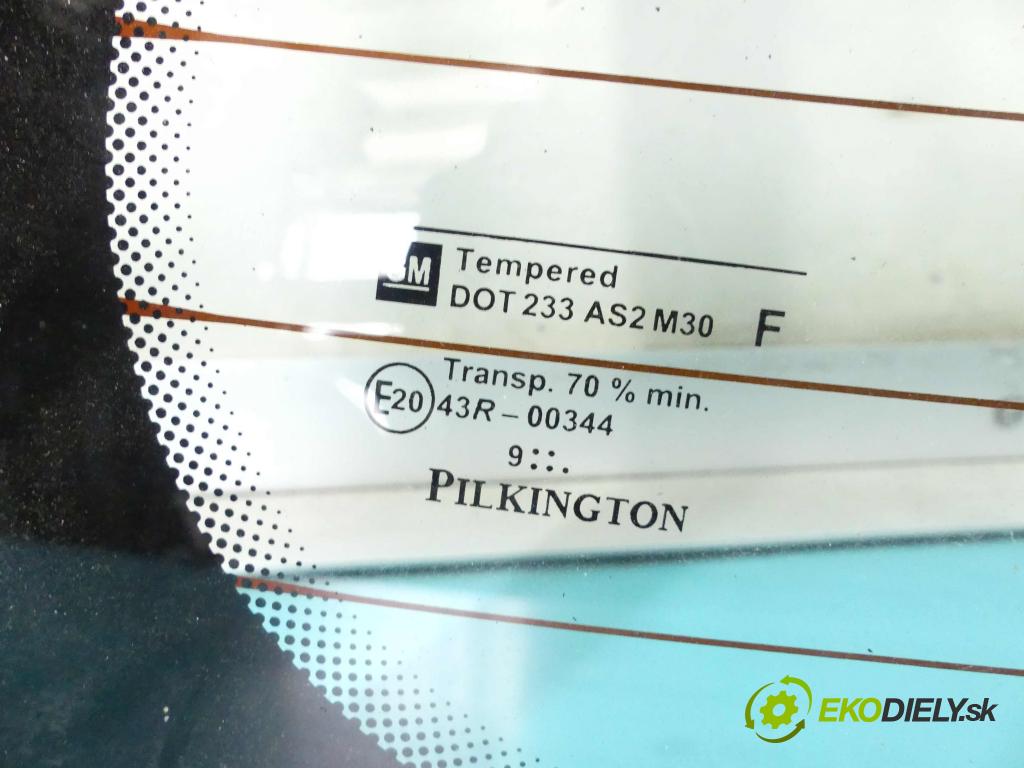 GM Tempered
DOT 233 AS2 M30 F
Transp. 70 % min.
E20 43R - 00344
9 ::.
PILKINGTON
EKODIELY.sk